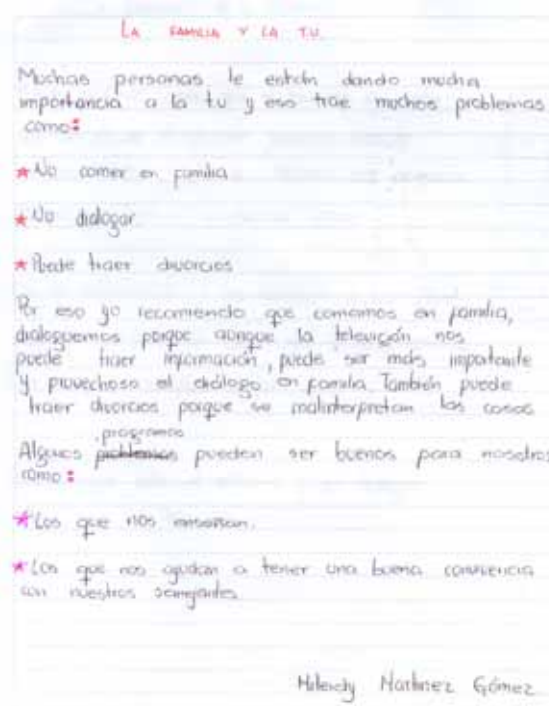 LA FAMILIA Y LA T.V.
Muchas personas le están dando mucha
importancia a la tv y eso trae muchos problemas
como:
* No comer en familia
* No dialogar
* Puede traer divorcios
Por eso yo recomiendo que comamos en familia,
dialoguemos porque aunque la televisión nos
puede traer información, puede ser más importante
y provechoso el diálogo en familia. También puede
traer divorcios porque se malinterpretan las cosas
programas
Algunos problemas pueden ser buenos para nosotros
como:
* Los que nos enseñan.
* Los que nos ayudan a tener una buena convivencia
con nuestros semejantes
Martinez Gómez